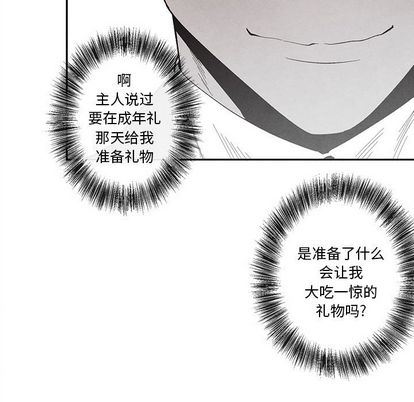 啊
主人说过
要在成年礼
那天给我
准备礼物
是准备了什么
会让我
大吃一惊的
礼物吗?